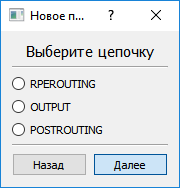 Новое п... ?
Выберите цепочку
RPEROUTING
OUTPUT
POSTROUTING
Назад Далее